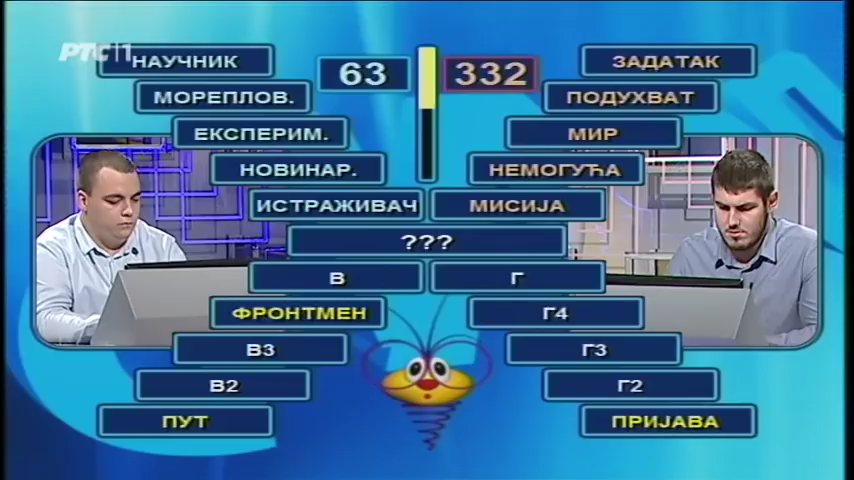 РТС 1
НАУЧНИК 63 332 ЗАДАТАК
МОРЕПЛОВ. ПОДУХВАТ
ЕКСПЕРИМ. МИР
НОВИНАР. НЕМОГУЋА
ИСТРАЖИВАЧ МИСИЈА
???
В Г
ФРОНТМЕН Г4
В3 Г3
В2 Г2
ПУТ ПРИЈАВА